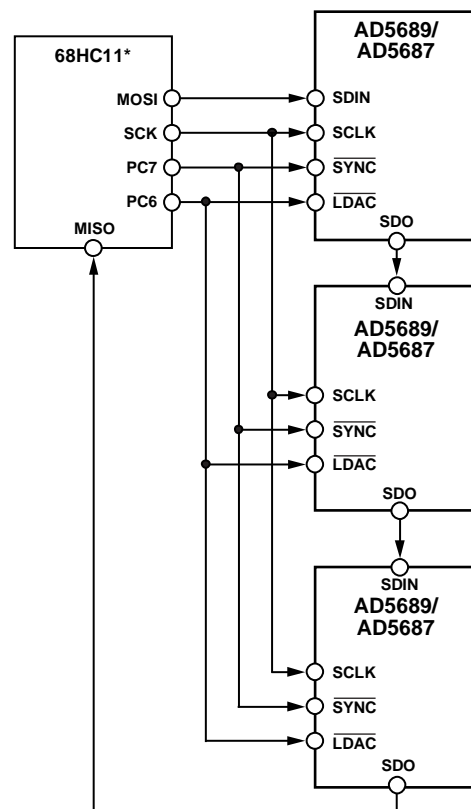 68HC11*
MOSI
SCK
PC7
PC6
MISO
AD5689/
AD5687
SDIN
SCLK
SYNC
LDAC
SDO
SDIN
AD5689/
AD5687
SCLK
SYNC
LDAC
SDO
SDIN
AD5689/
AD5687
SCLK
SYNC
LDAC
SDO